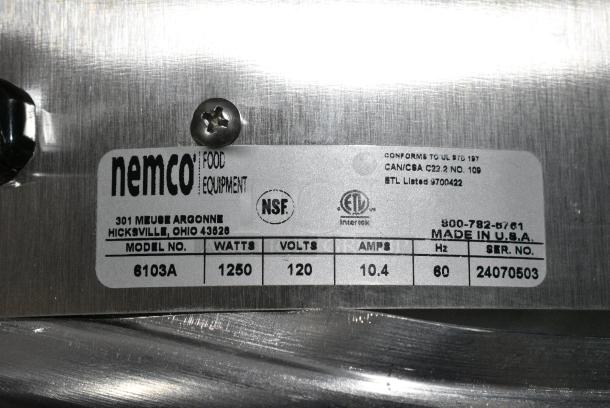 nemco FOOD EQUIPMENT
CONFORMS TO UL STD 197
CAN/CSA C22.2 NO. 109
ETL Listed 9700422
NSF
ETL
Intertek
301 MEUSE ARGONNE
HICKSVILLE, OHIO 43526
800-782-6761
MADE IN U.S.A.
MODEL NO. WATTS VOLTS AMPS Hz SER. NO.
6103A 1250 120 10.4 60 24070503